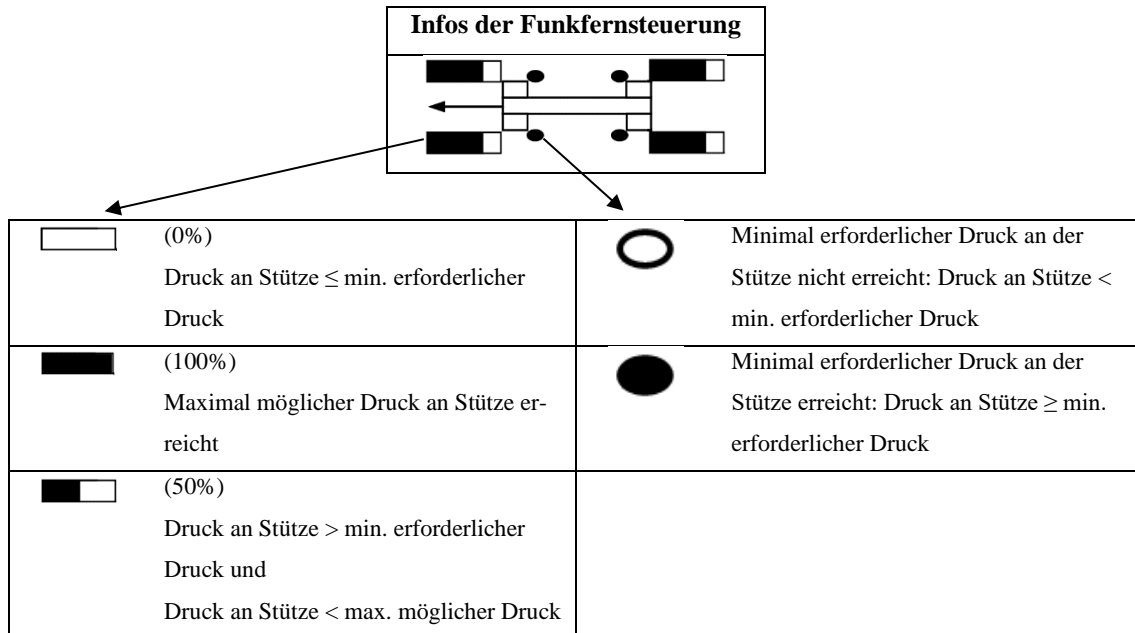 Infos der Funkfernsteuerung
(0%)
Druck an Stütze ≤ min. erforderlicher
Druck
Minimal erforderlicher Druck an der
Stütze nicht erreicht: Druck an Stütze <
min. erforderlicher Druck
(100%)
Maximal möglicher Druck an Stütze er-
reicht
Minimal erforderlicher Druck an der
Stütze erreicht: Druck an Stütze ≥ min.
erforderlicher Druck
(50%)
Druck an Stütze > min. erforderlicher
Druck und
Druck an Stütze < max. möglicher Druck